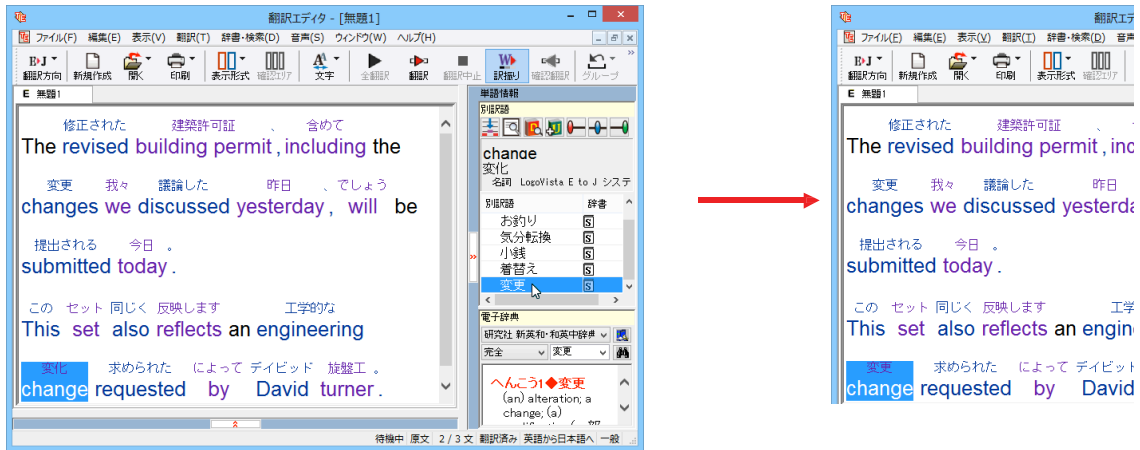 翻訳エディタ - [無題1]
ファイル(F) 編集(E) 表示(V) 翻訳(T) 辞書・検索(D) 音声(S) ウィンドウ(W) ヘルプ(H)
翻訳方向 新規作成 開く 印刷 表示形式 確認エリア 文字 全翻訳 翻訳 翻訳中止 訳振り 確認翻訳 グループ
E 無題1
修正された 建築許可証 、 含めて
The revised building permit , including the
変更 我々 議論した 昨日 、 でしょう
changes we discussed yesterday , will be
提出される 今日 。
submitted today .
この セット 同じく 反映します 工学的な
This set also reflects an engineering
変化 求められた によって デイビッド 旋盤工 。
change requested by David turner .
単語情報
別訳語
change
変化
名詞 LogoVista E to J システ
別訳語 辞書
お釣り S
気分転換 S
小銭 S
着替え S
変更 S
電子辞典
研究社 新英和・和英中辞典
完全 変更
へんこう1◆変更
(an) alteration; a
change; (a)
待機中 原文 2 / 3 文 翻訳済み 英語から日本語へ 一般
翻訳エデ
ファイル(F) 編集(E) 表示(V) 翻訳(T) 辞書・検索(D) 音声
翻訳方向 新規作成 開く 印刷 表示形式 確認エリア
E 無題1
修正された 建築許可証 、
The revised building permit , inc
変更 我々 議論した 昨日
changes we discussed yesterda
提出される 今日 。
submitted today .
この セット 同じく 反映します 工学
This set also reflects an engine
変更 求められた によって デイビッド
change requested by David